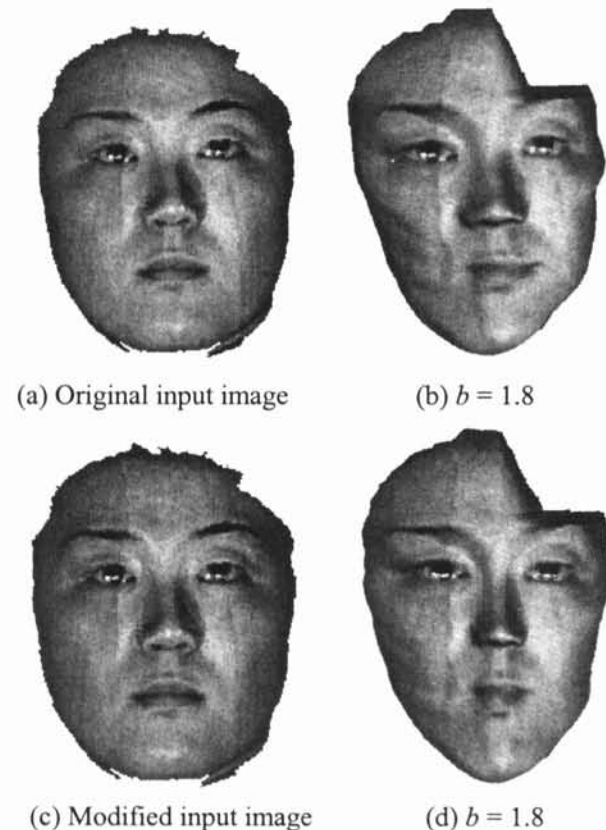 (a) Original input image
(b) b = 1.8
(c) Modified input image
(d) b = 1.8